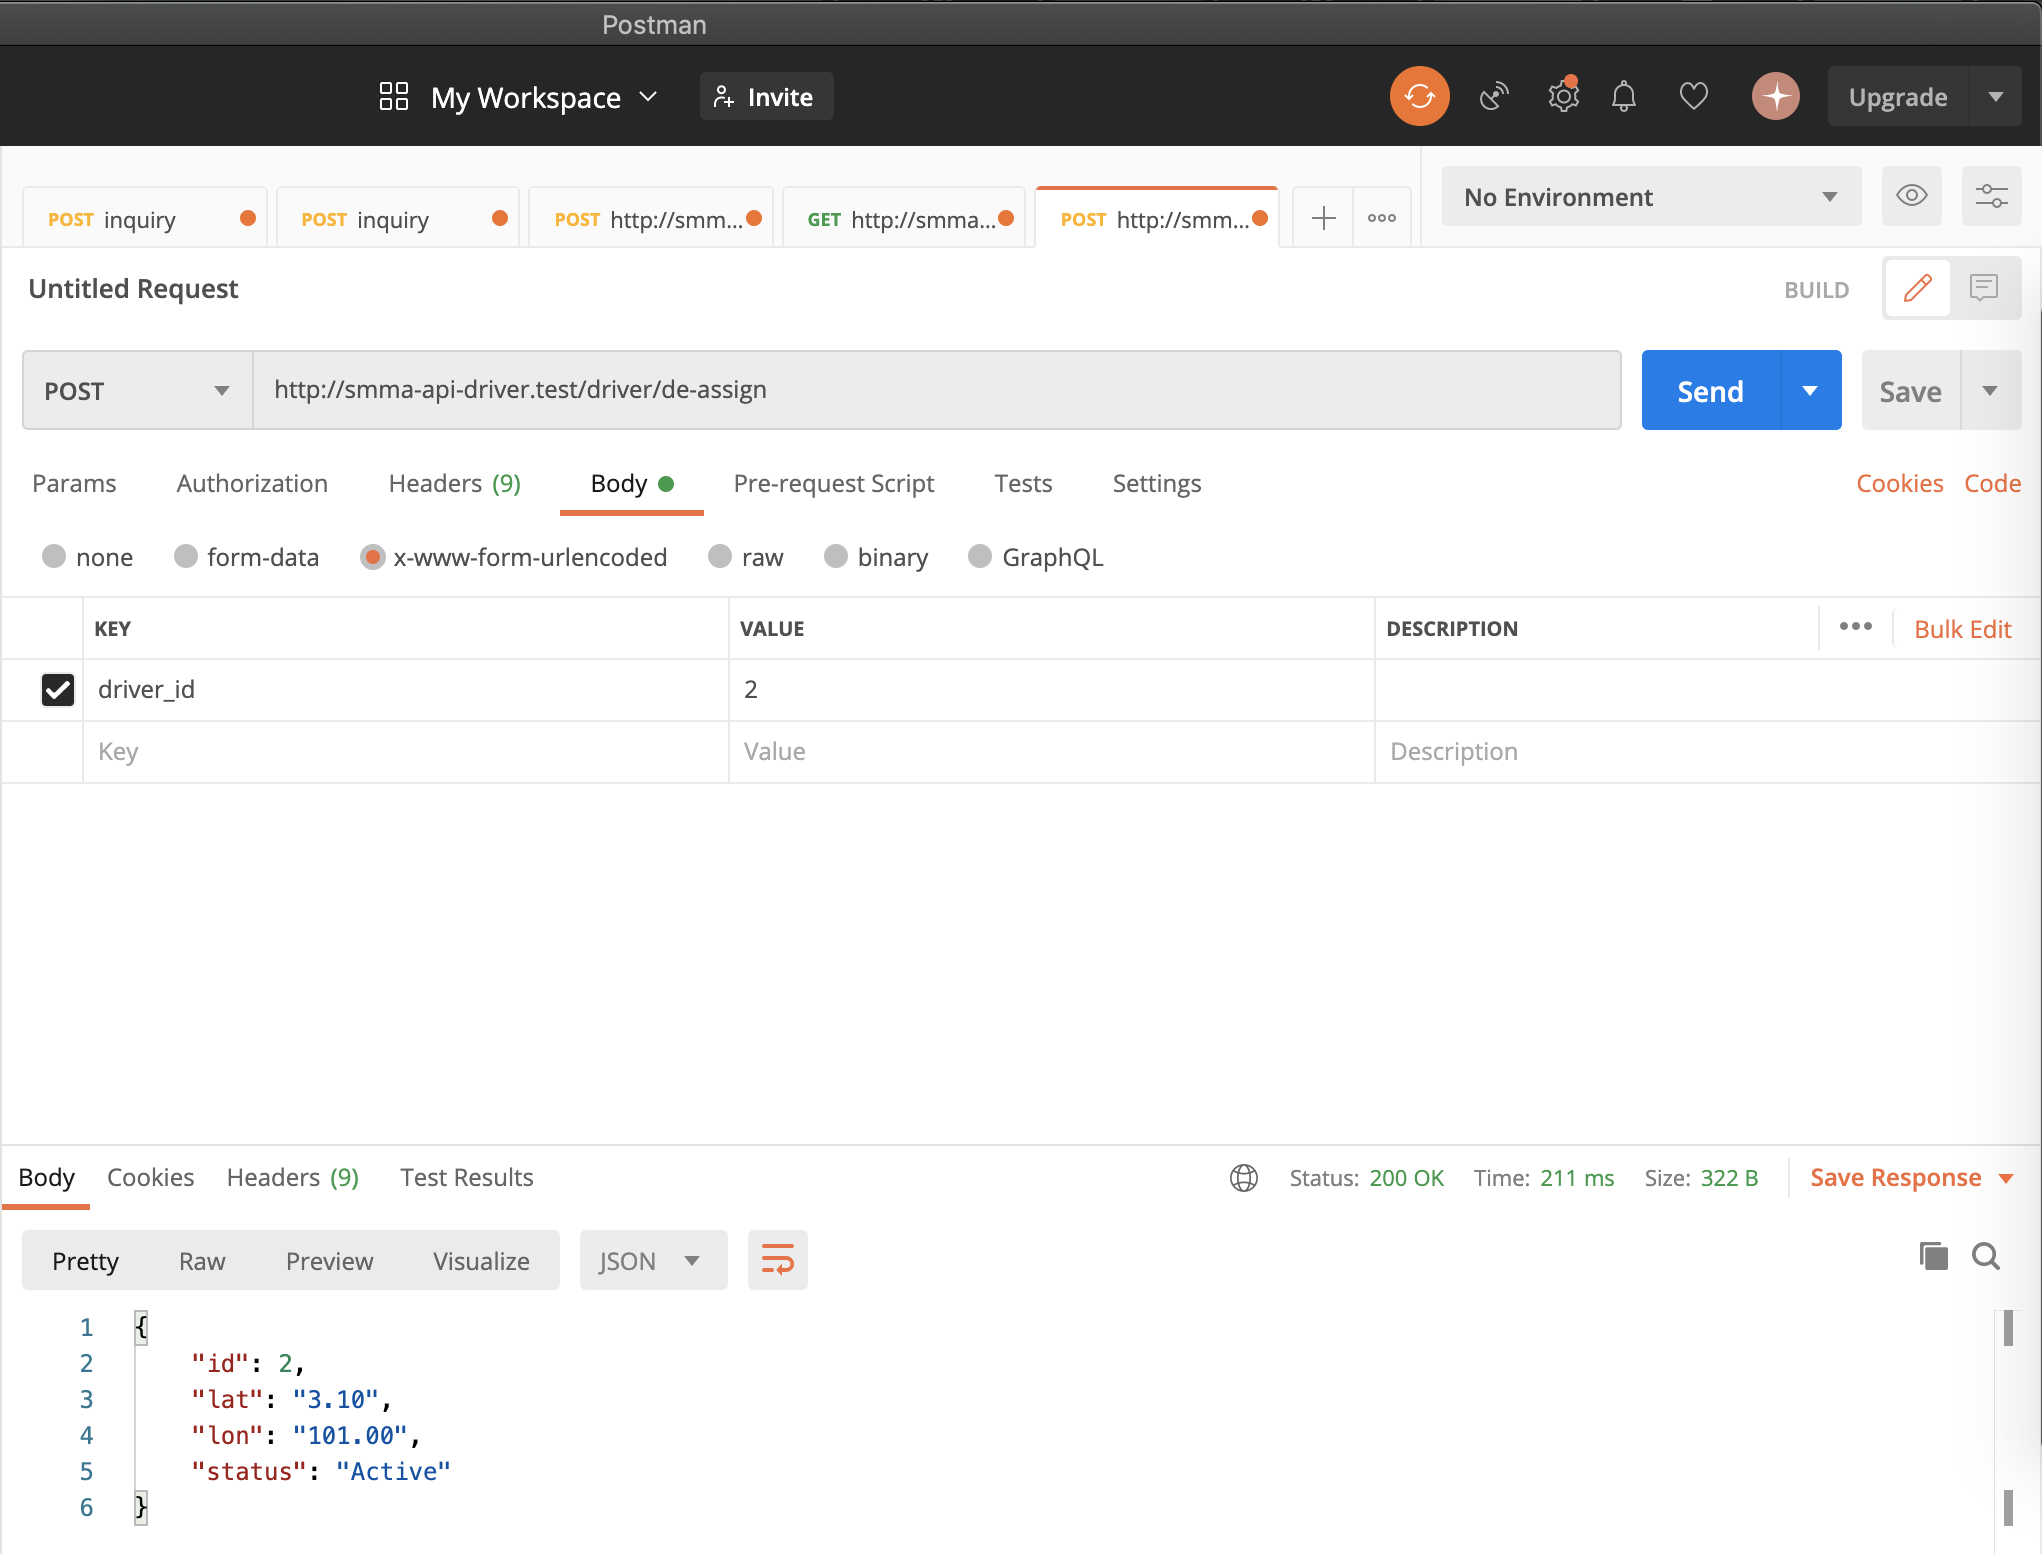 Postman
My Workspace Invite Upgrade
POST inquiry POST inquiry POST http://smm... GET http://smma... POST http://smm... No Environment
Untitled Request BUILD
POST http://smma-api-driver.test/driver/de-assign Send Save
Params Authorization Headers (9) Body Pre-request Script Tests Settings Cookies Code
none form-data x-www-form-urlencoded raw binary GraphQL
KEY VALUE DESCRIPTION Bulk Edit
driver_id 2
Key Value Description
Body Cookies Headers (9) Test Results Status: 200 OK Time: 211 ms Size: 322 B Save Response
Pretty Raw Preview Visualize JSON
1 {
2 "id": 2,
3 "lat": "3.10",
4 "lon": "101.00",
5 "status": "Active"
6 }